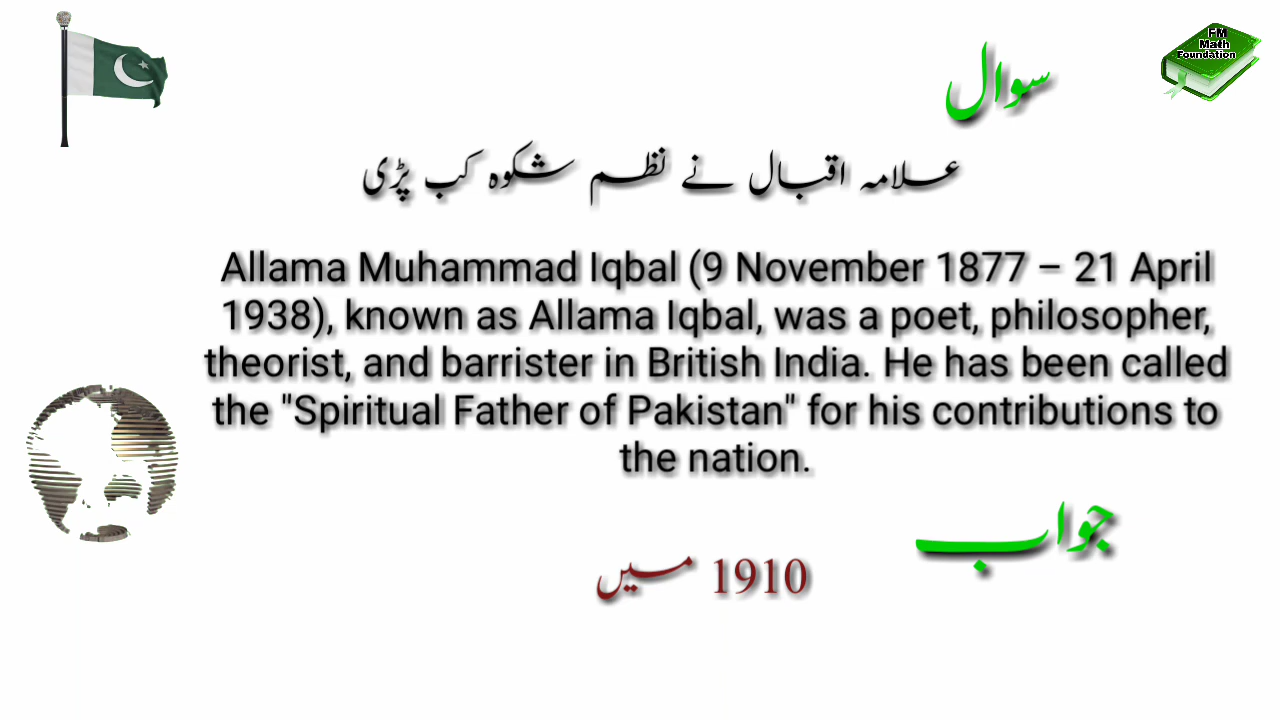 FM
Math
Foundation
سوال
علامہ اقبال نے نظم شکوہ کب پڑی
Allama Muhammad Iqbal (9 November 1877 – 21 April
1938), known as Allama Iqbal, was a poet, philosopher,
theorist, and barrister in British India. He has been called
the "Spiritual Father of Pakistan" for his contributions to
the nation.
جواب
1910 میں